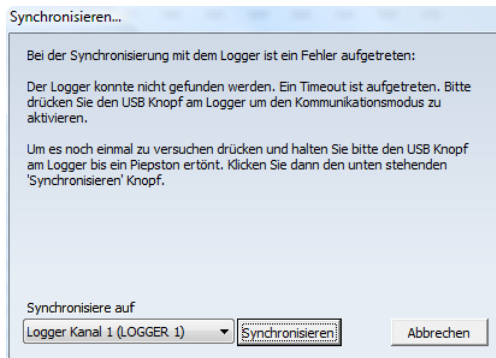 Synchronisieren...
Bei der Synchronisierung mit dem Logger ist ein Fehler aufgetreten:
Der Logger konnte nicht gefunden werden. Ein Timeout ist aufgetreten. Bitte
drücken Sie den USB Knopf am Logger um den Kommunikationsmodus zu
aktivieren.
Um es noch einmal zu versuchen drücken und halten Sie bitte den USB Knopf
am Logger bis ein Piepston ertönt. Klicken Sie dann den unten stehenden
'Synchronisieren' Knopf.
Synchronisiere auf
Logger Kanal 1 (LOGGER 1) Synchronisieren Abbrechen